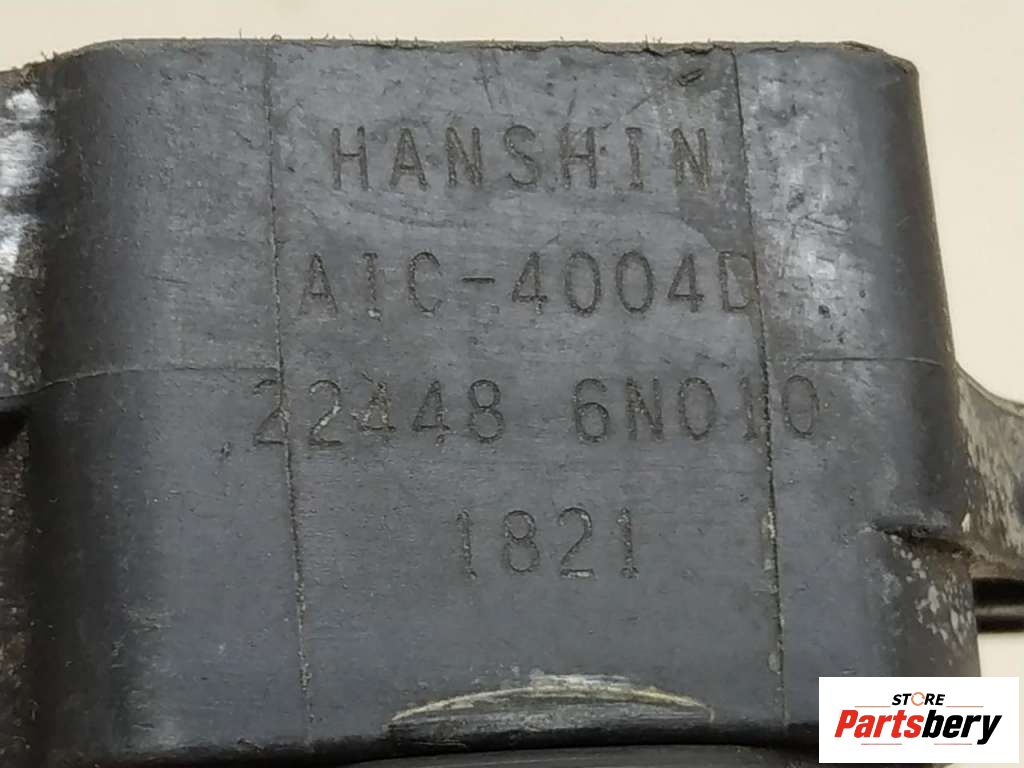 HANSHIN
AIC-4004D
22448 6N010
1821
STORE
Partsbery